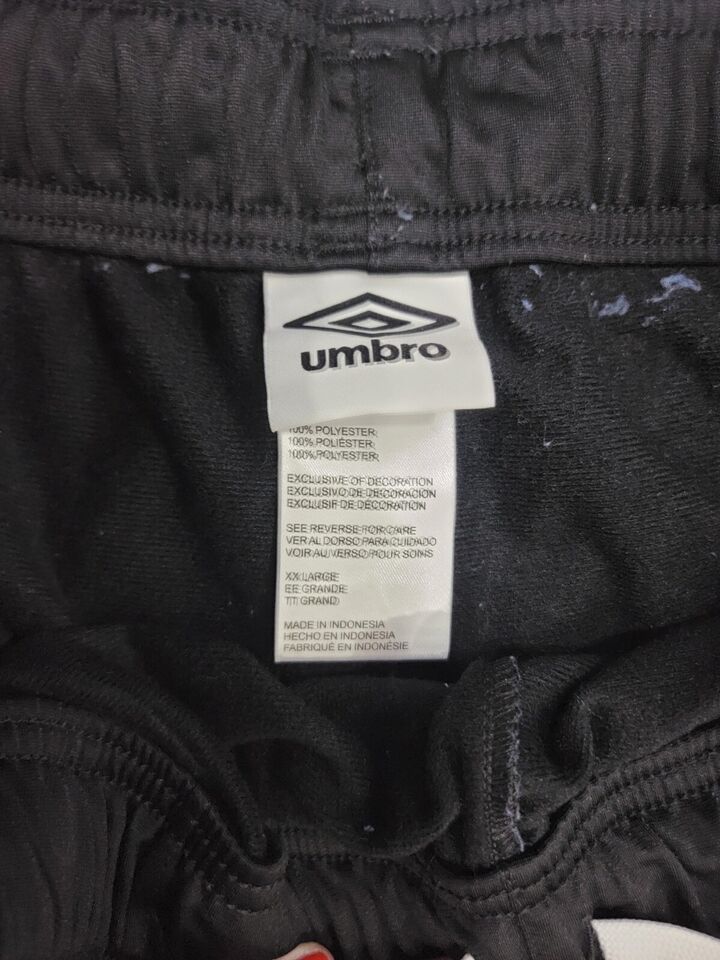 umbro
100% POLYESTER
100% POLIÉSTER
100% POLYESTER
EXCLUSIVE OF DECORATION
EXCLUSIVO DE DECORACION
EXCLUSIF DE DÉCORATION
SEE REVERSE FOR CARE
VER AL DORSO PARA CUIDADO
VOIR AU VERSO POUR SOINS
XX LARGE
EE GRANDE
TT GRAND
MADE IN INDONESIA
HECHO EN INDONESIA
FABRIQUÉ EN INDONÉSIE